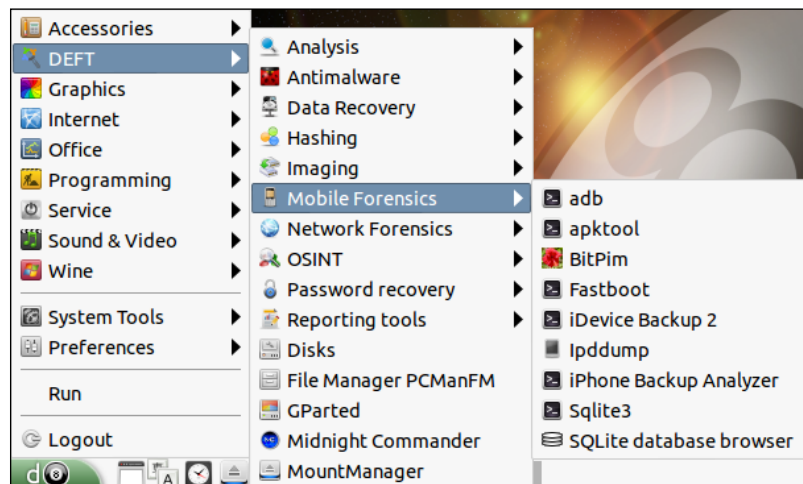 Accessories
DEFT
Graphics
Internet
Office
Programming
Service
Sound & Video
Wine
System Tools
Preferences
Run
Logout
Analysis
Antimalware
Data Recovery
Hashing
Imaging
Mobile Forensics
Network Forensics
OSINT
Password recovery
Reporting tools
Disks
File Manager PCManFM
GParted
Midnight Commander
MountManager
adb
apktool
BitPim
Fastboot
iDevice Backup 2
Ipddump
iPhone Backup Analyzer
Sqlite3
SQLite database browser
d8